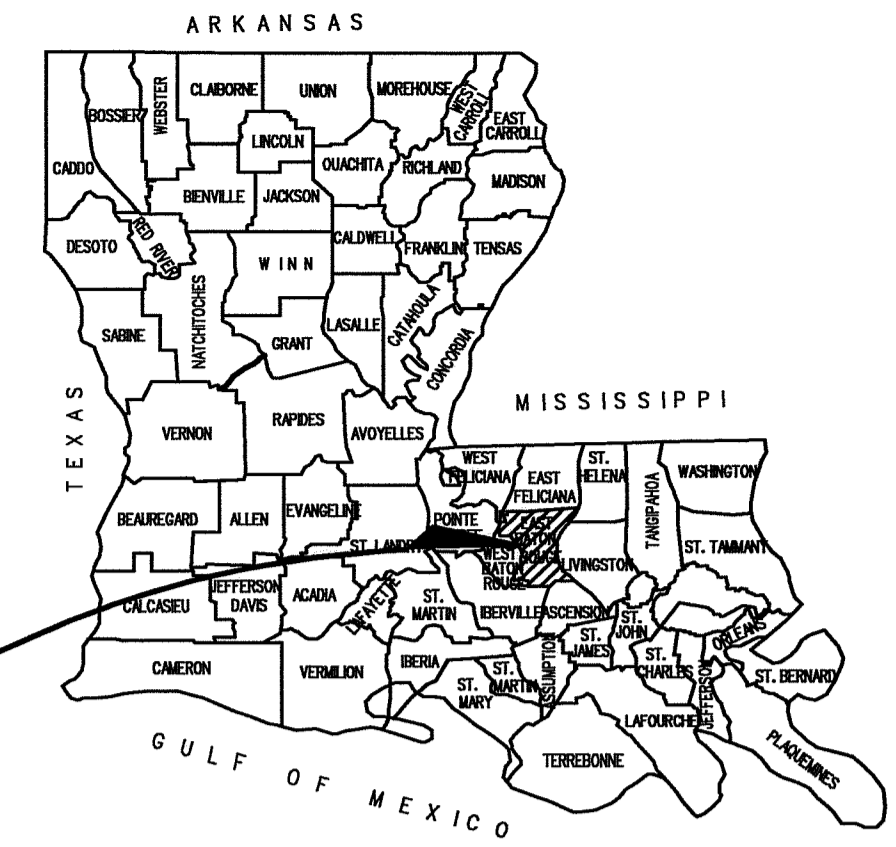 ARKANSAS
CLAIBORNE
UNION
MOREHOUSE
WEST
CARROLL
EAST
CARROLL
BOSSIER
WEBSTER
LINCOLN
OUACHITA
RICHLAND
MADISON
CADDO
BIENVILLE
JACKSON
DESOTO
RED RIVER
CALDWELL
FRANKLIN
TENSAS
WINN
NATCHITOCHES
SABINE
GRANT
LASALLE
CATAHOULA
CONCORDIA
TEXAS
MISSISSIPPI
VERNON
RAPIDES
AVOYELLES
WEST
FELICIANA
EAST
FELICIANA
ST.
HELENA
TANGIPAHOA
WASHINGTON
BEAUREGARD
ALLEN
EVANGELINE
ST. LANDRY
POINTE
EAST
BATON
ROUGE
WEST
BATON
ROUGE
LIVINGSTON
ST. TAMMANY
CALCASIEU
JEFFERSON
DAVIS
ACADIA
LAFAYETTE
ST.
MARTIN
IBERVILLE
ASCENSION
ST.
JOHN
ORLEANS
CAMERON
VERMILION
IBERIA
ST.
MARTIN
ST.
MARY
ASSUMPTION
ST.
JAMES
ST.
CHARLES
JEFFERSON
ST. BERNARD
LAFOURCHE
TERREBONNE
PLAQUEMINES
GULF OF MEXICO